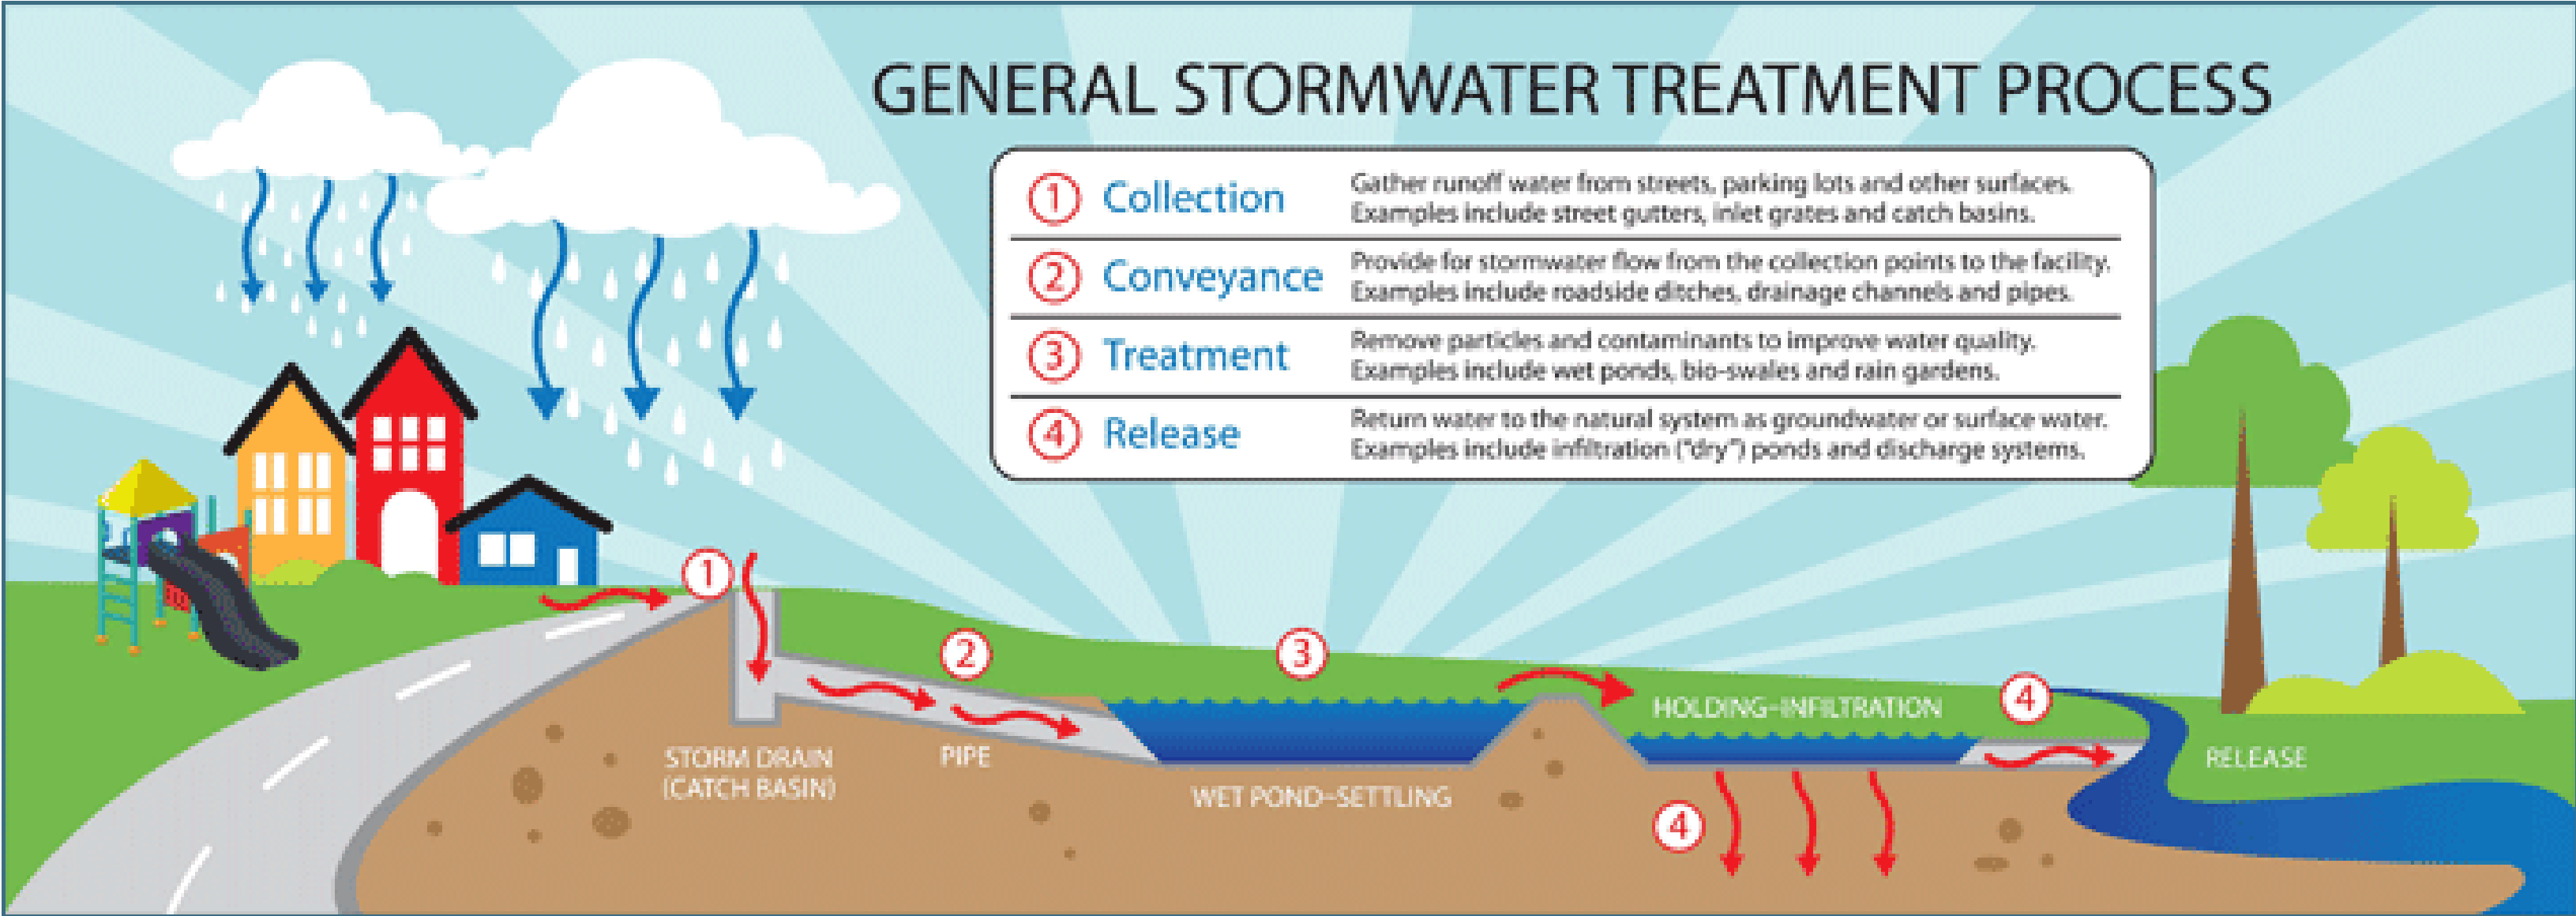 GENERAL STORMWATER TREATMENT PROCESS
1 Collection
Gather runoff water from streets, parking lots and other surfaces.
Examples include street gutters, inlet grates and catch basins.
2 Conveyance
Provide for stormwater flow from the collection points to the facility.
Examples include roadside ditches, drainage channels and pipes.
3 Treatment
Remove particles and contaminants to improve water quality.
Examples include wet ponds, bio-swales and rain gardens.
4 Release
Return water to the natural system as groundwater or surface water.
Examples include infiltration ("dry") ponds and discharge systems.
1
2
3
4
STORM DRAIN
(CATCH BASIN)
PIPE
WET POND–SETTLING
HOLDING–INFILTRATION
4
RELEASE